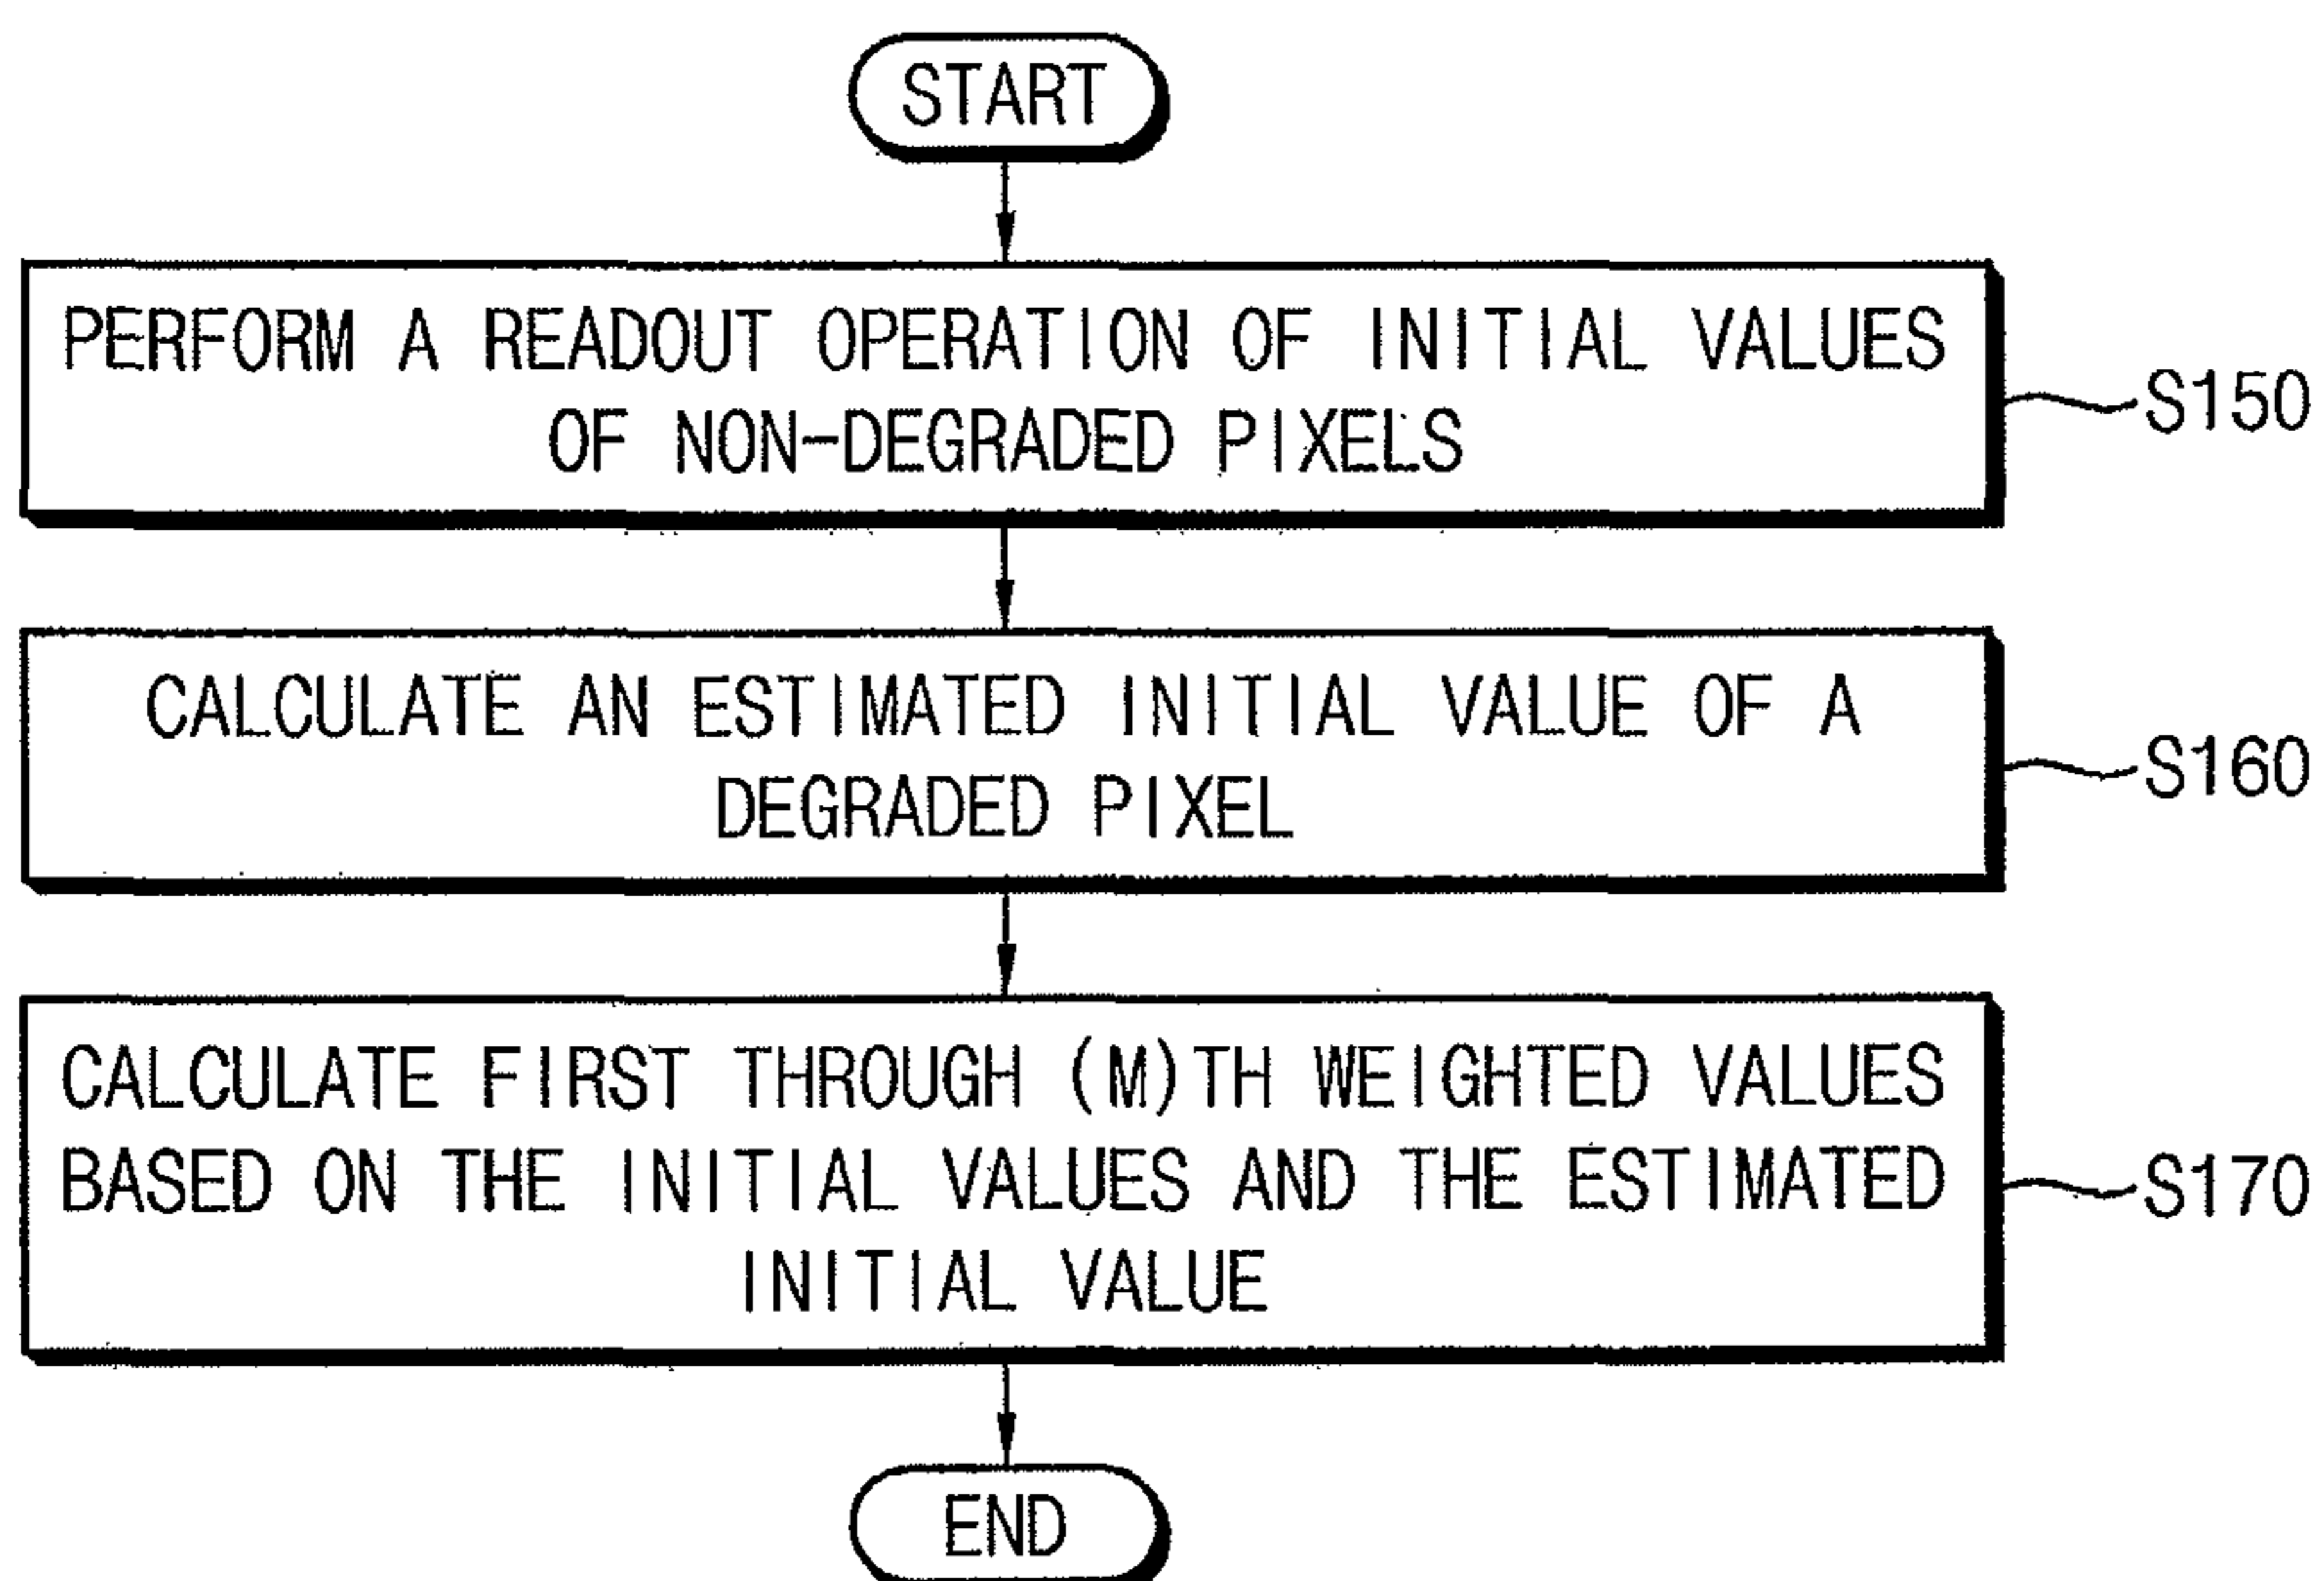 START
PERFORM A READOUT OPERATION OF INITIAL VALUES
OF NON-DEGRADED PIXELS
S150
CALCULATE AN ESTIMATED INITIAL VALUE OF A
DEGRADED PIXEL
S160
CALCULATE FIRST THROUGH (M)TH WEIGHTED VALUES
BASED ON THE INITIAL VALUES AND THE ESTIMATED
INITIAL VALUE
S170
END